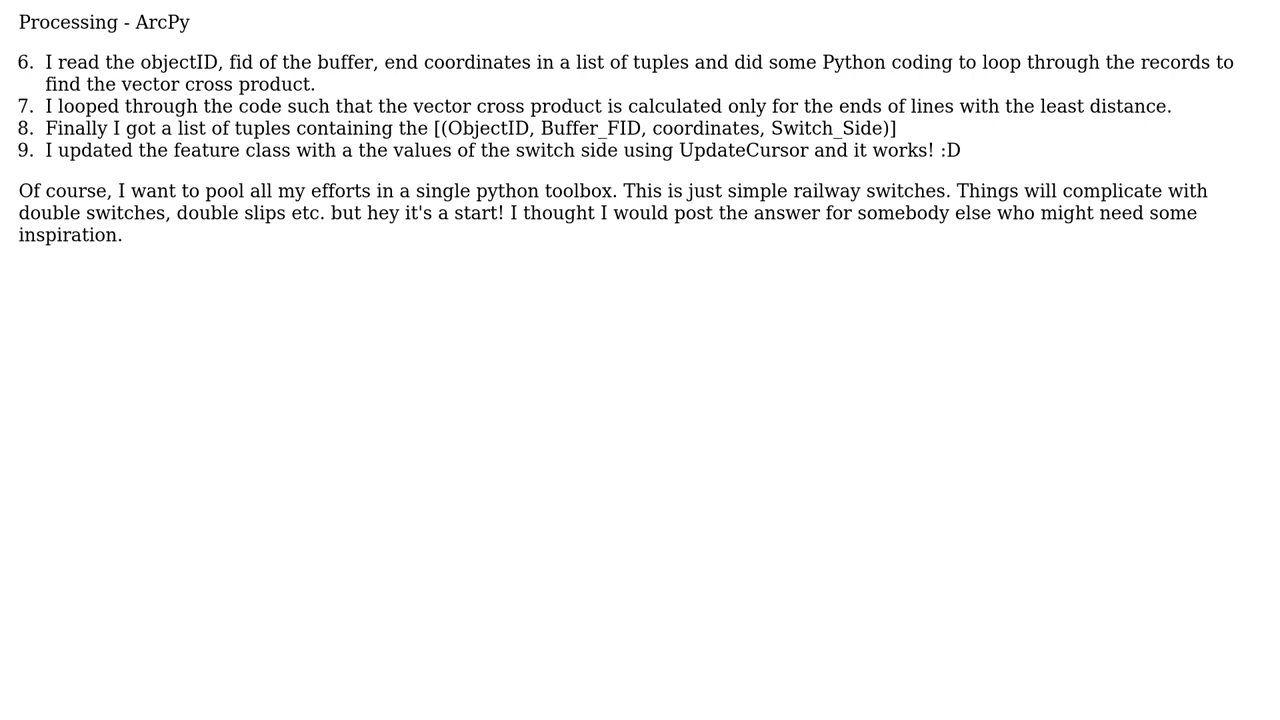 Processing - ArcPy
6. I read the objectID, fid of the buffer, end coordinates in a list of tuples and did some Python coding to loop through the records to
find the vector cross product.
7. I looped through the code such that the vector cross product is calculated only for the ends of lines with the least distance.
8. Finally I got a list of tuples containing the [(ObjectID, Buffer_FID, coordinates, Switch_Side)]
9. I updated the feature class with a the values of the switch side using UpdateCursor and it works! :D
Of course, I want to pool all my efforts in a single python toolbox. This is just simple railway switches. Things will complicate with
double switches, double slips etc. but hey it's a start! I thought I would post the answer for somebody else who might need some
inspiration.